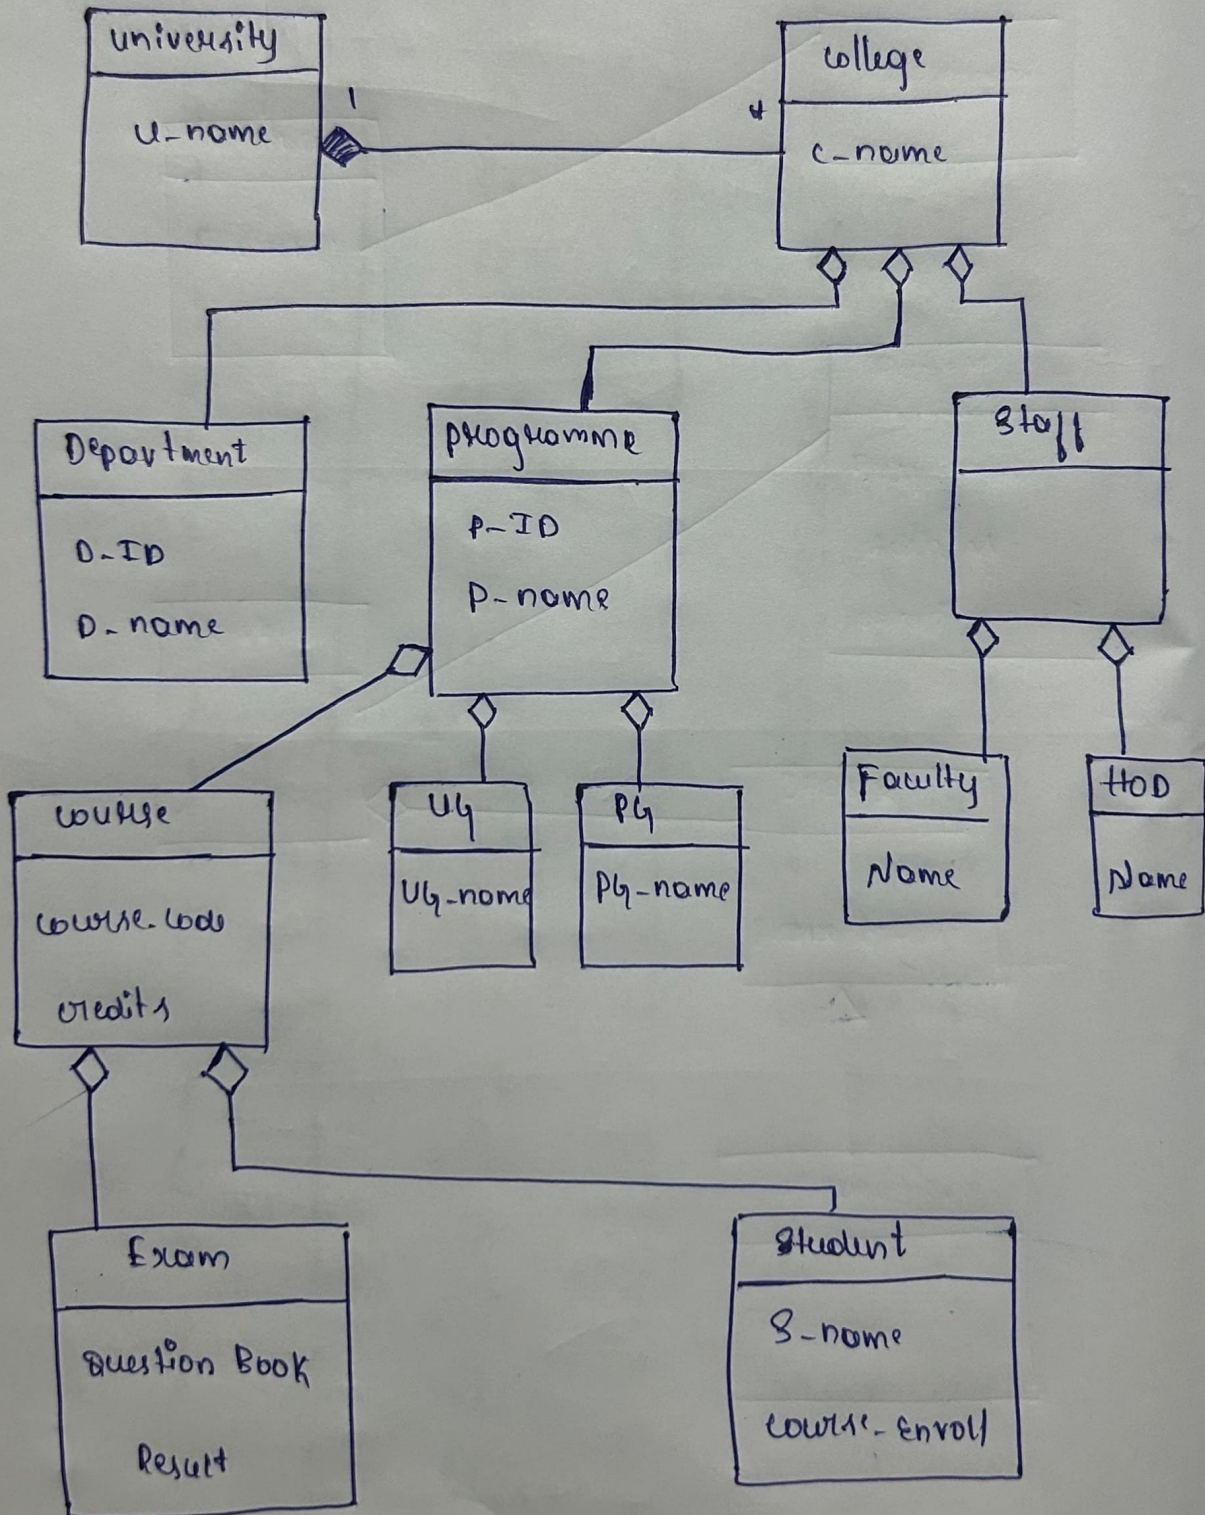 University
U-name
1
*
College
C-name
Department
D-ID
D-name
Programme
P-ID
P-name
Staff
Course
Course-Code
Credits
UG
UG-name
PG
PG-name
Faculty
Name
HOD
Name
Exam
Question Book
Result
Student
S-name
Course-Enroll